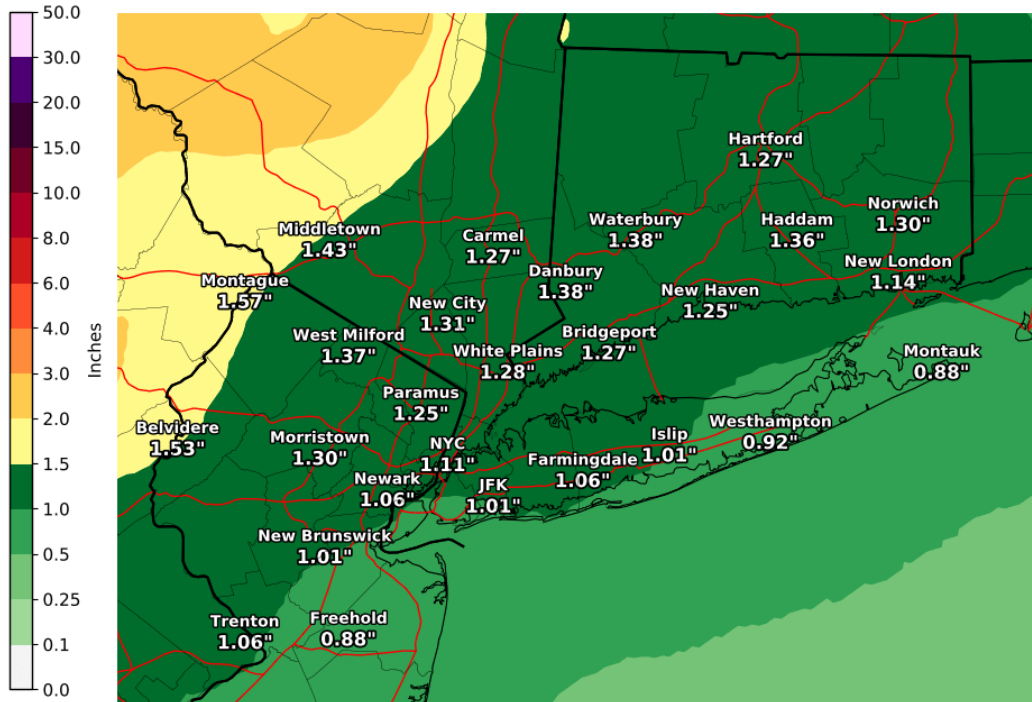 50.0
30.0
20.0
15.0
10.0
8.0
6.0
4.0
3.0
2.0
1.5
1.0
0.5
0.25
0.1
0.0
Inches
Hartford
1.27"
Norwich
1.30"
Waterbury
1.38"
Haddam
1.36"
Middletown
1.43"
Carmel
1.27"
New London
1.14"
Danbury
1.38"
Montague
1.57"
New Haven
1.25"
New City
1.31"
West Milford
1.37"
Bridgeport
1.27"
White Plains
1.28"
Montauk
0.88"
Paramus
1.25"
Westhampton
0.92"
Belvidere
1.53"
Morristown
1.30"
NYC
1.11"
Islip
1.01"
Farmingdale
1.06"
Newark
1.06"
JFK
1.01"
New Brunswick
1.01"
Trenton
1.06"
Freehold
0.88"